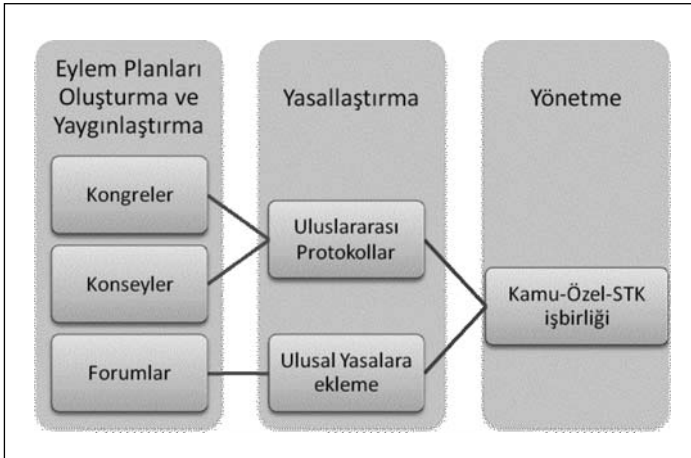 Eylem Planları
Oluşturma ve
Yaygınlaştırma
Kongreler
Konseyler
Forumlar
Yasallaştırma
Uluslararası
Protokollar
Ulusal Yasalara
ekleme
Yönetme
Kamu-Özel-STK
işbirliği